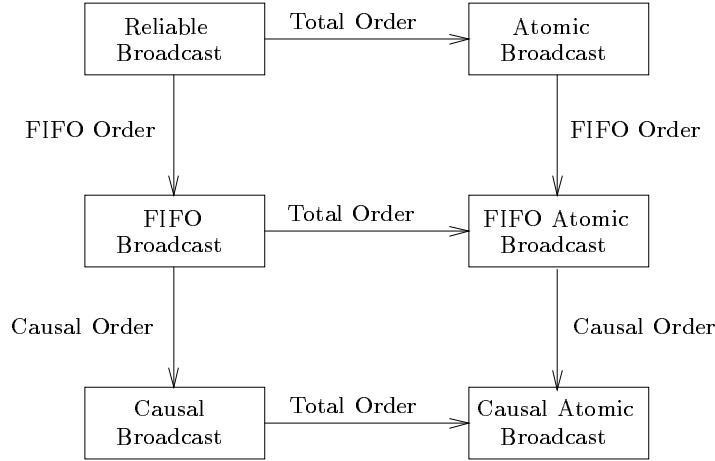 Reliable
Broadcast
Total Order
Atomic
Broadcast
FIFO Order
FIFO Order
FIFO
Broadcast
Total Order
FIFO Atomic
Broadcast
Causal Order
Causal Order
Causal
Broadcast
Total Order
Causal Atomic
Broadcast